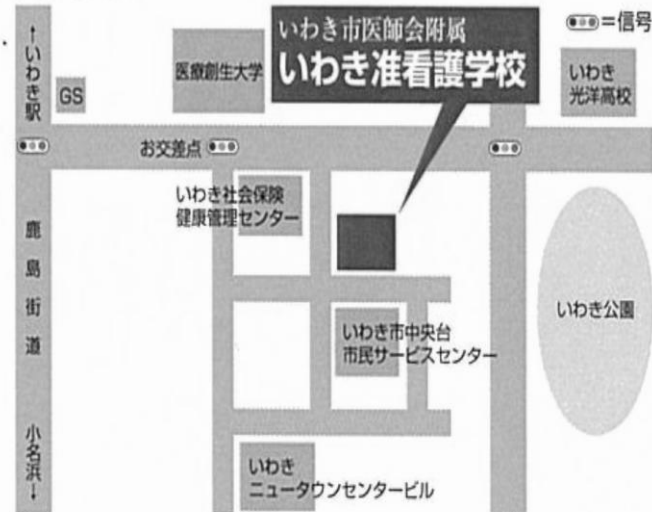 いわき市医師会附属
いわき准看護学校
=信号
↑いわき駅
GS
医療創生大学
いわき
光洋高校
お交差点
いわき社会保険
健康管理センター
鹿島街道
いわき公園
いわき市中央台
市民サービスセンター
小名浜↓
いわき
ニュータウンセンタービル